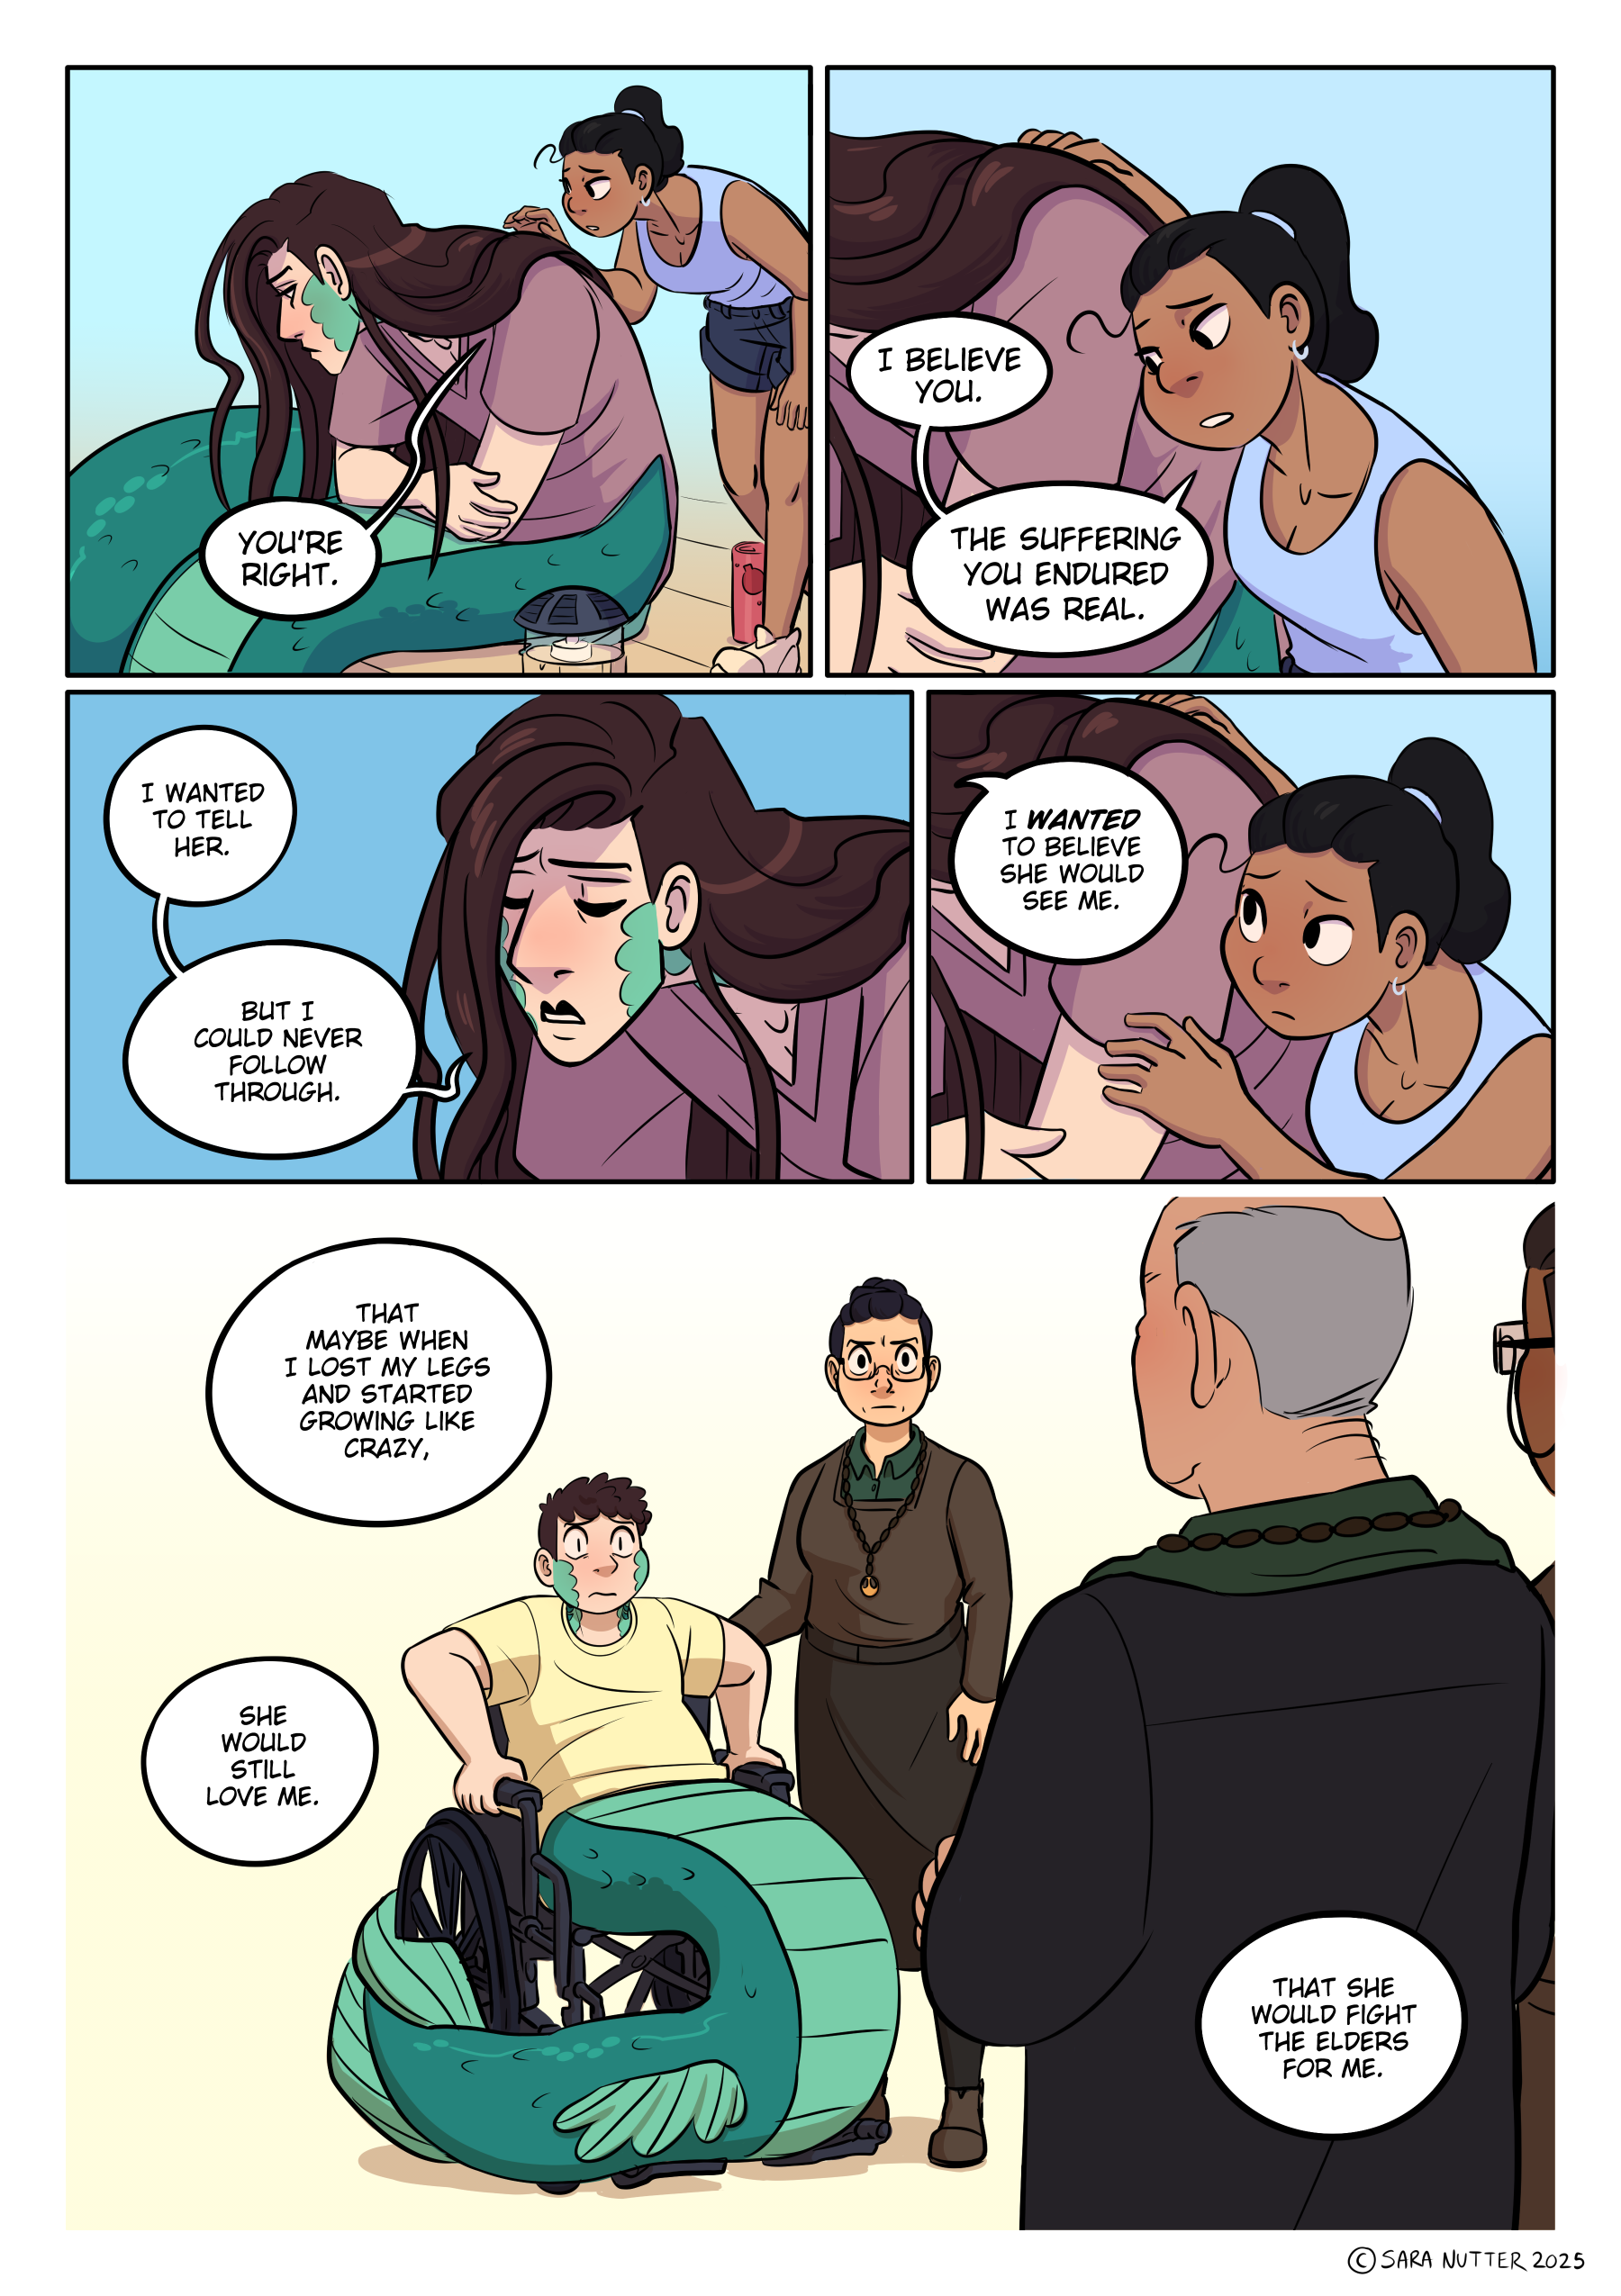 YOU'RE
RIGHT.
I BELIEVE
YOU.
THE SUFFERING
YOU ENDURED
WAS REAL.
I WANTED
TO TELL
HER.
BUT I
COULD NEVER
FOLLOW
THROUGH.
I WANTED
TO BELIEVE
SHE WOULD
SEE ME.
THAT
MAYBE WHEN
I LOST MY LEGS
AND STARTED
GROWING LIKE
CRAZY,
SHE
WOULD
STILL
LOVE ME.
THAT SHE
WOULD FIGHT
THE ELDERS
FOR ME.
© SARA NUTTER 2025